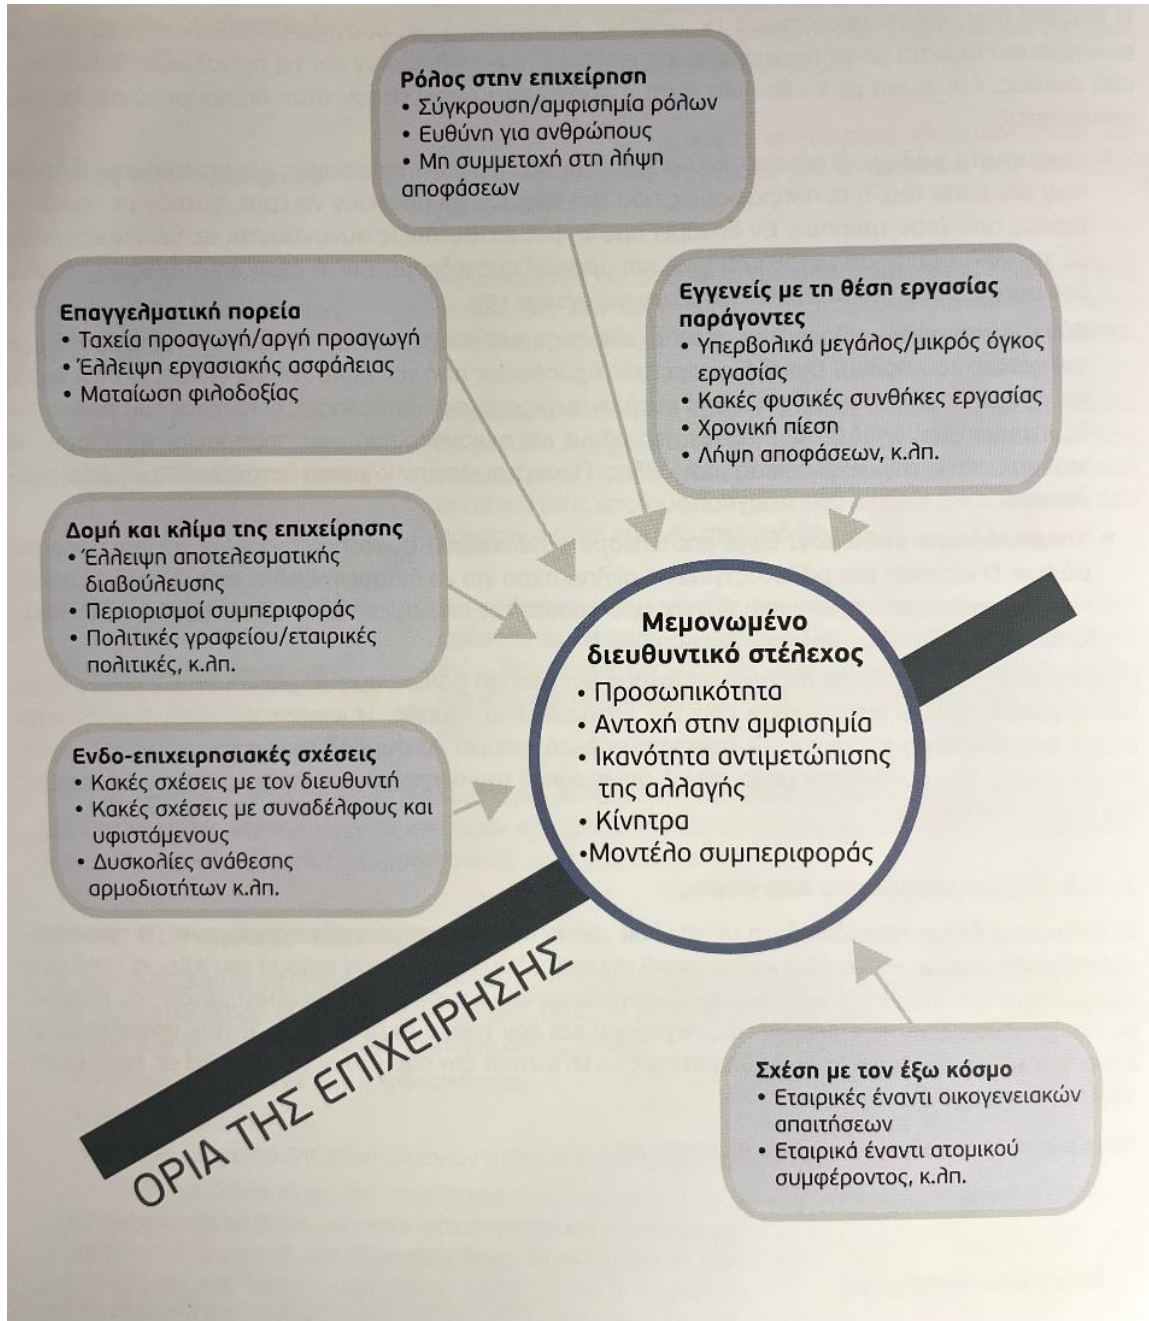 Ρόλος στην επιχείρηση
• Σύγκρουση/αμφισημία ρόλων
• Ευθύνη για ανθρώπους
• Μη συμμετοχή στη λήψη
αποφάσεων
Επαγγελματική πορεία
• Ταχεία προαγωγή/αργή προαγωγή
• Έλλειψη εργασιακής ασφάλειας
• Ματαίωση φιλοδοξίας
Εγγενείς με τη θέση εργασίας
παράγοντες
• Υπερβολικά μεγάλος/μικρός όγκος
εργασίας
• Κακές φυσικές συνθήκες εργασίας
• Χρονική πίεση
• Λήψη αποφάσεων, κ.λπ.
Δομή και κλίμα της επιχείρησης
• Έλλειψη αποτελεσματικής
διαβούλευσης
• Περιορισμοί συμπεριφοράς
• Πολιτικές γραφείου/εταιρικές
πολιτικές, κ.λπ.
Ενδο-επιχειρησιακές σχέσεις
• Κακές σχέσεις με τον διευθυντή
• Κακές σχέσεις με συναδέλφους και
υφιστάμενους
• Δυσκολίες ανάθεσης
αρμοδιοτήτων κ.λπ.
Μεμονωμένο
διευθυντικό στέλεχος
• Προσωπικότητα
• Αντοχή στην αμφισημία
• Ικανότητα αντιμετώπισης
της αλλαγής
• Κίνητρα
•Μοντέλο συμπεριφοράς
ΟΡΙΑ ΤΗΣ ΕΠΙΧΕΙΡΗΣΗΣ
Σχέση με τον έξω κόσμο
• Εταιρικές έναντι οικογενειακών
απαιτήσεων
• Εταιρικά έναντι ατομικού
συμφέροντος, κ.λπ.